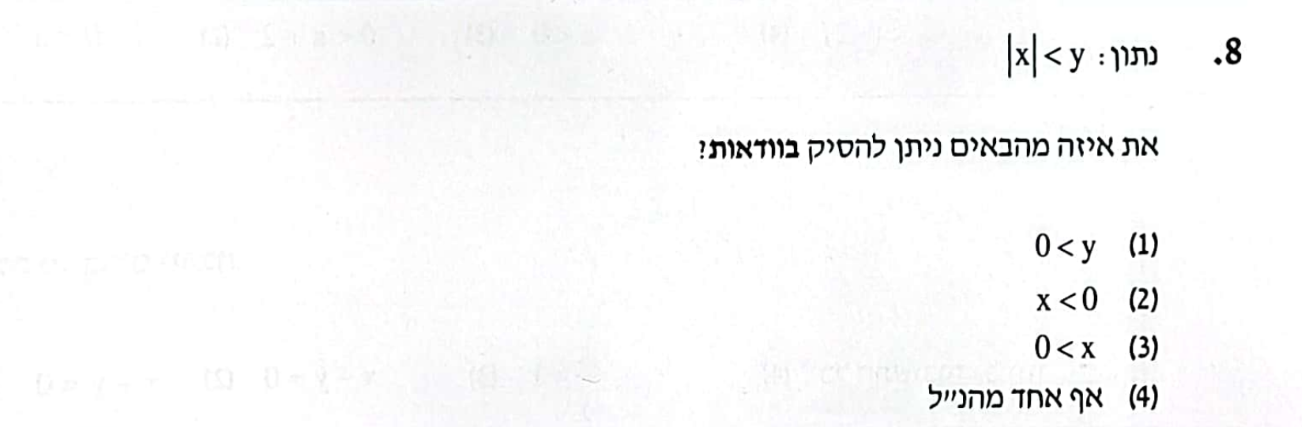 8. נתון: |x| < y
את איזה מהבאים ניתן להסיק בוודאות?
(1) 0 < y
(2) x < 0
(3) 0 < x
(4) אף אחד מהנ״ל